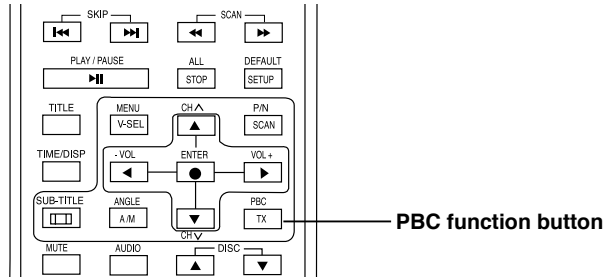 SKIP SCAN
PLAY / PAUSE ALL DEFAULT
STOP SETUP
TITLE MENU CH P/N
V-SEL SCAN
TIME/DISP - VOL ENTER VOL +
SUB-TITLE ANGLE PBC
A /M TX PBC function button
CH
MUTE AUDIO DISC